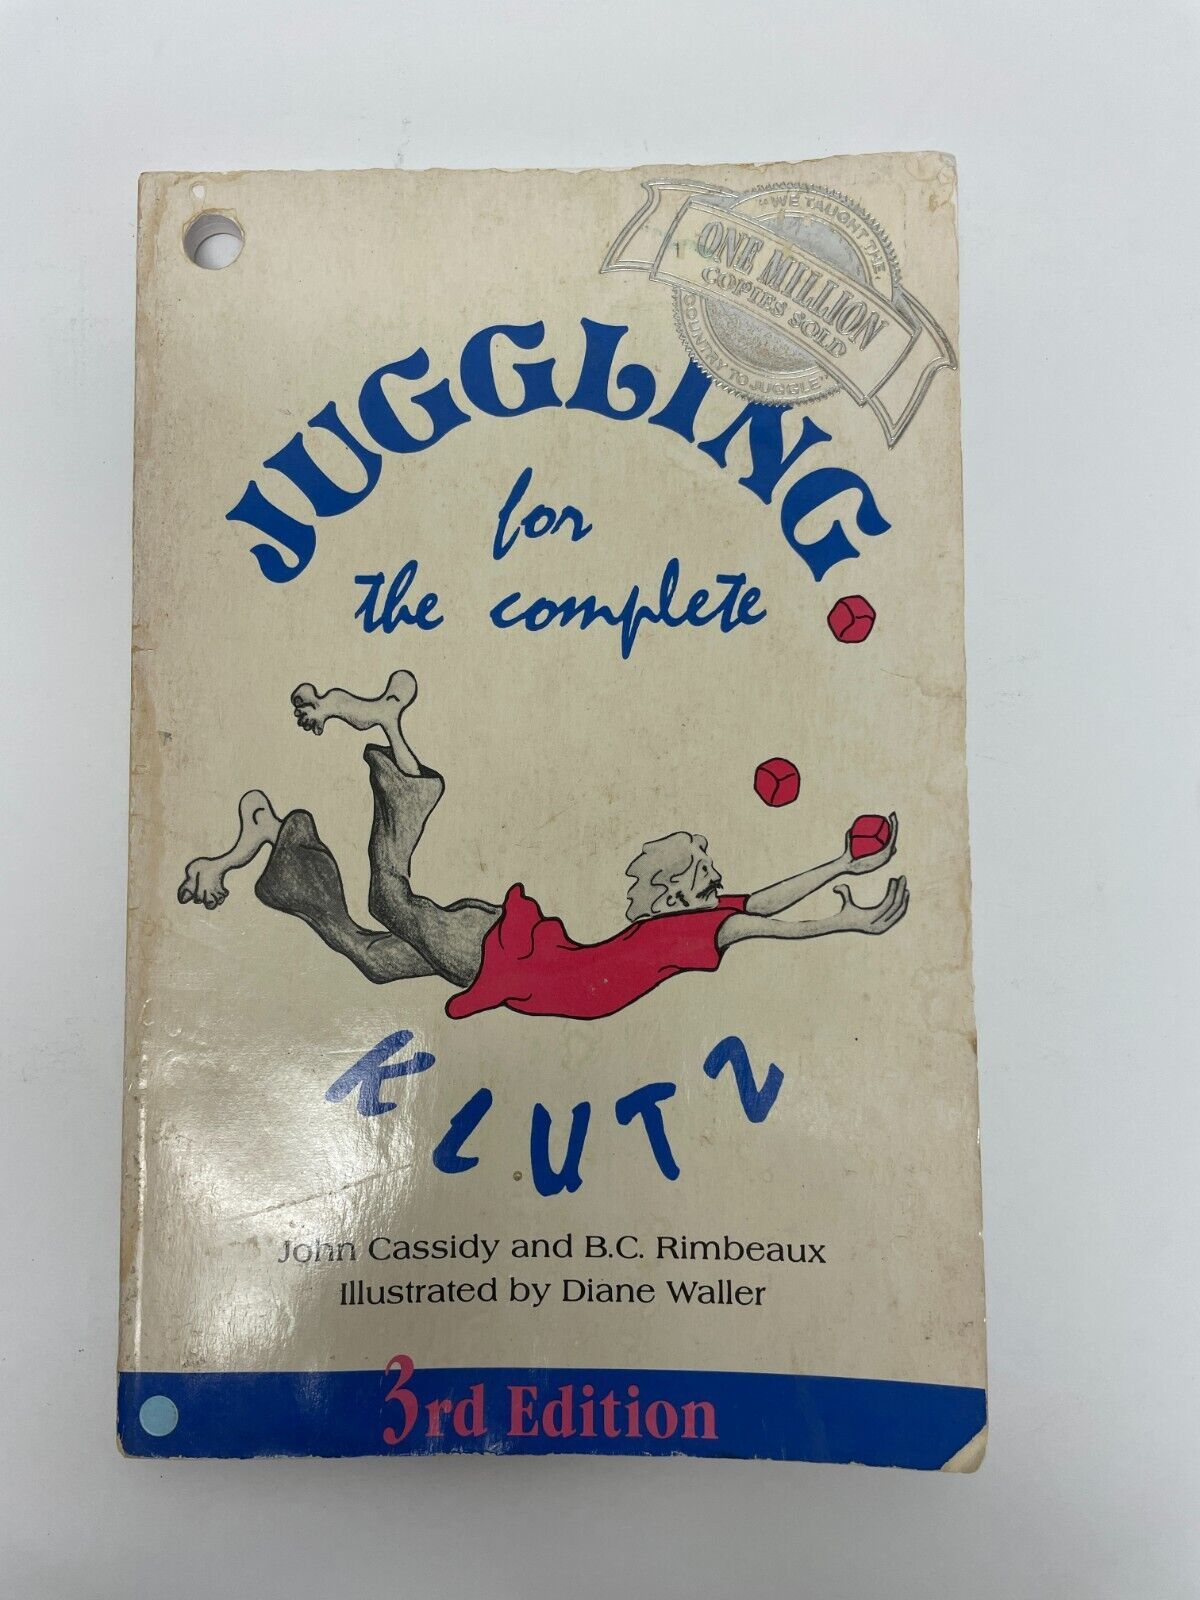 "WE TAUGHT THE
ONE MILLION
COPIES SOLD
COUNTRY TO JUGGLE"
JUGGLING
for
the complete
KLUTZ
John Cassidy and B.C. Rimbeaux
Illustrated by Diane Waller
3rd Edition